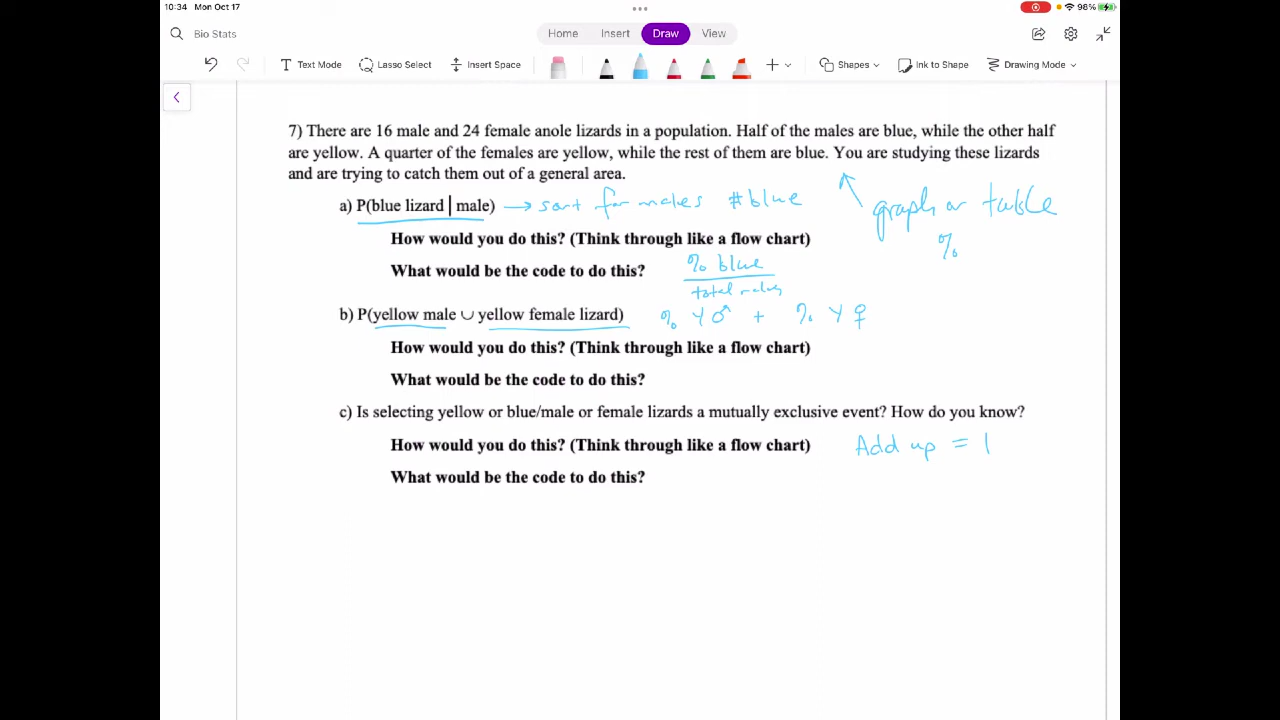 10:34 Mon Oct 17
98%
Bio Stats
Home Insert Draw View
Text Mode Lasso Select Insert Space Shapes Ink to Shape Drawing Mode
7) There are 16 male and 24 female anole lizards in a population. Half of the males are blue, while the other half
are yellow. A quarter of the females are yellow, while the rest of them are blue. You are studying these lizards
and are trying to catch them out of a general area.
a) P(blue lizard | male) → sort for males #blue
graph or table
%
How would you do this? (Think through like a flow chart)
What would be the code to do this?
% blue
total males
b) P(yellow male ∪ yellow female lizard) % Y ♂ + % Y ♀
How would you do this? (Think through like a flow chart)
What would be the code to do this?
c) Is selecting yellow or blue/male or female lizards a mutually exclusive event? How do you know?
How would you do this? (Think through like a flow chart) Add up = 1
What would be the code to do this?